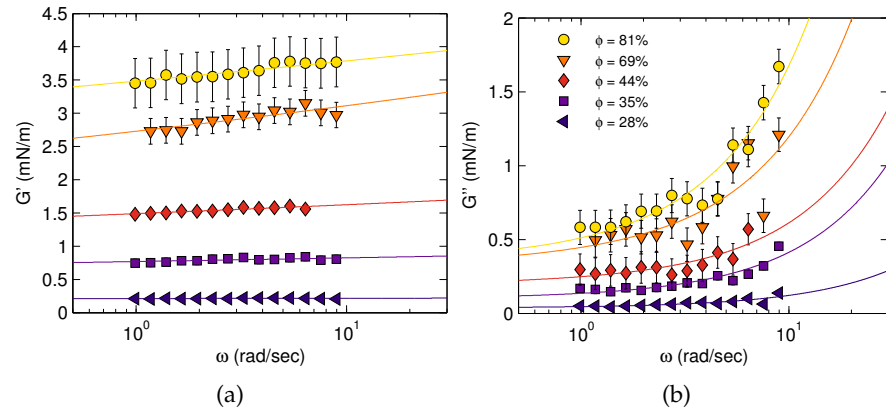 4.5
4
3.5
3
2.5
2
1.5
1
0.5
0
G' (mN/m)
10⁰
10¹
ω (rad/sec)
(a)
2
1.5
1
0.5
0
G'' (mN/m)
ϕ = 81%
ϕ = 69%
ϕ = 44%
ϕ = 35%
ϕ = 28%
10⁰
10¹
ω (rad/sec)
(b)